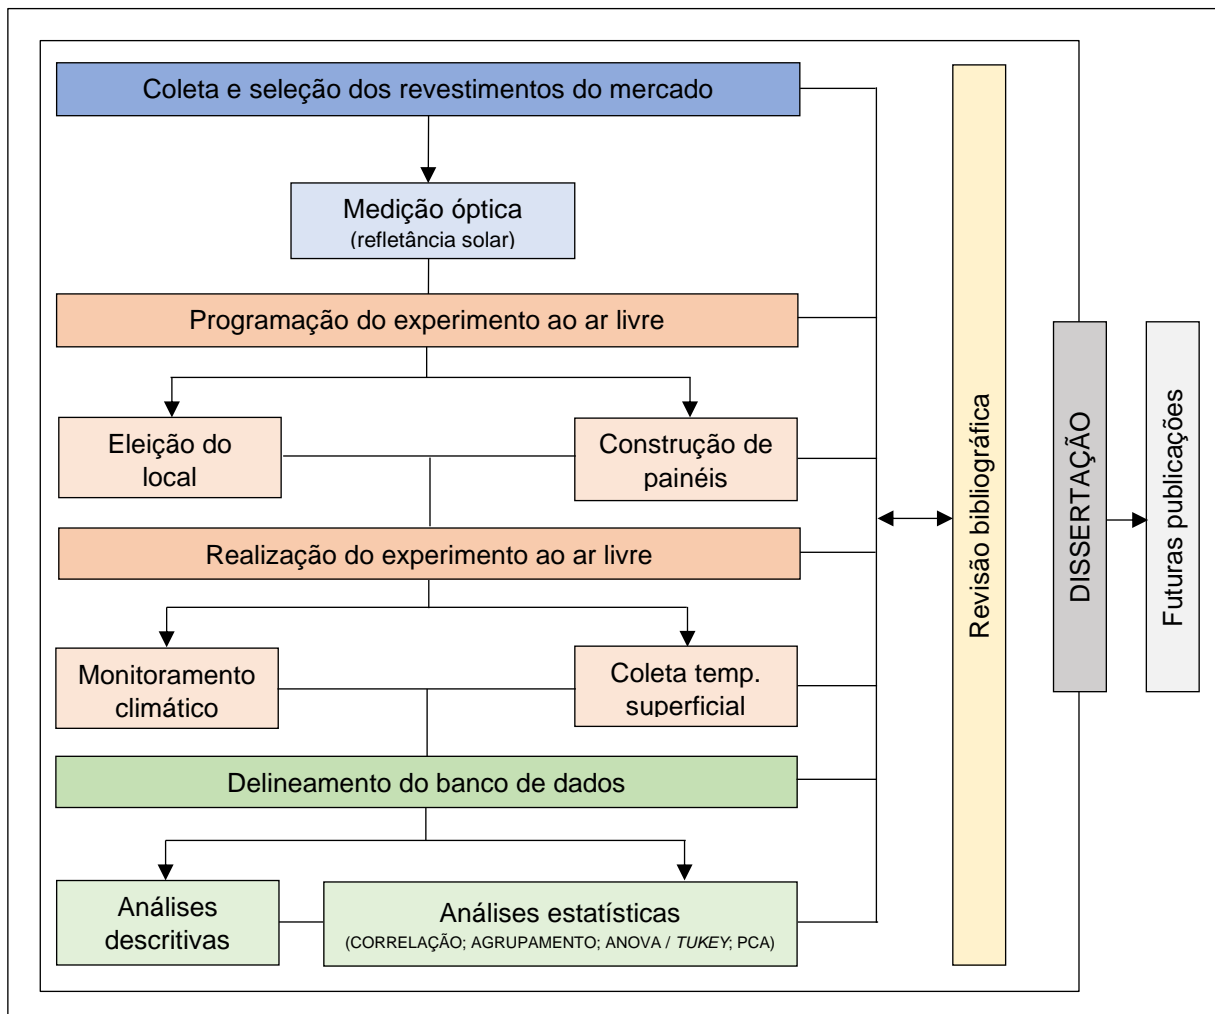 Coleta e seleção dos revestimentos do mercado
Medição óptica
(refletância solar)
Programação do experimento ao ar livre
Eleição do
local
Construção de
painéis
Realização do experimento ao ar livre
Monitoramento
climático
Coleta temp.
superficial
Delineamento do banco de dados
Análises
descritivas
Análises estatísticas
(CORRELAÇÃO; AGRUPAMENTO; ANOVA / TUKEY; PCA)
Revisão bibliográfica
DISSERTAÇÃO
Futuras publicações